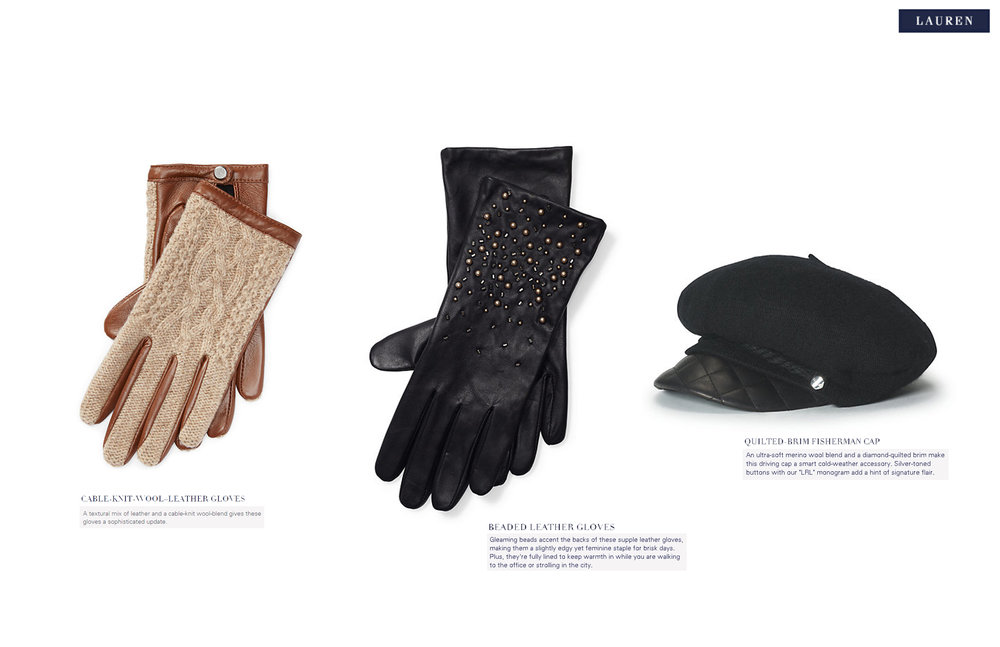 LAUREN
CABLE-KNIT-WOOL-LEATHER GLOVES
A textural mix of leather and a cable-knit wool-blend gives these
gloves a sophisticated update.
BEADED LEATHER GLOVES
Gleaming beads accent the backs of these supple leather gloves,
making them a slightly edgy yet feminine staple for brisk days.
Plus, they're fully lined to keep warmth in while you are walking
to the office or strolling in the city.
QUILTED-BRIM FISHERMAN CAP
An ultra-soft merino wool blend and a diamond-quilted brim make
this driving cap a smart cold-weather accessory. Silver-toned
buttons with our "LRL" monogram add a hint of signature flair.